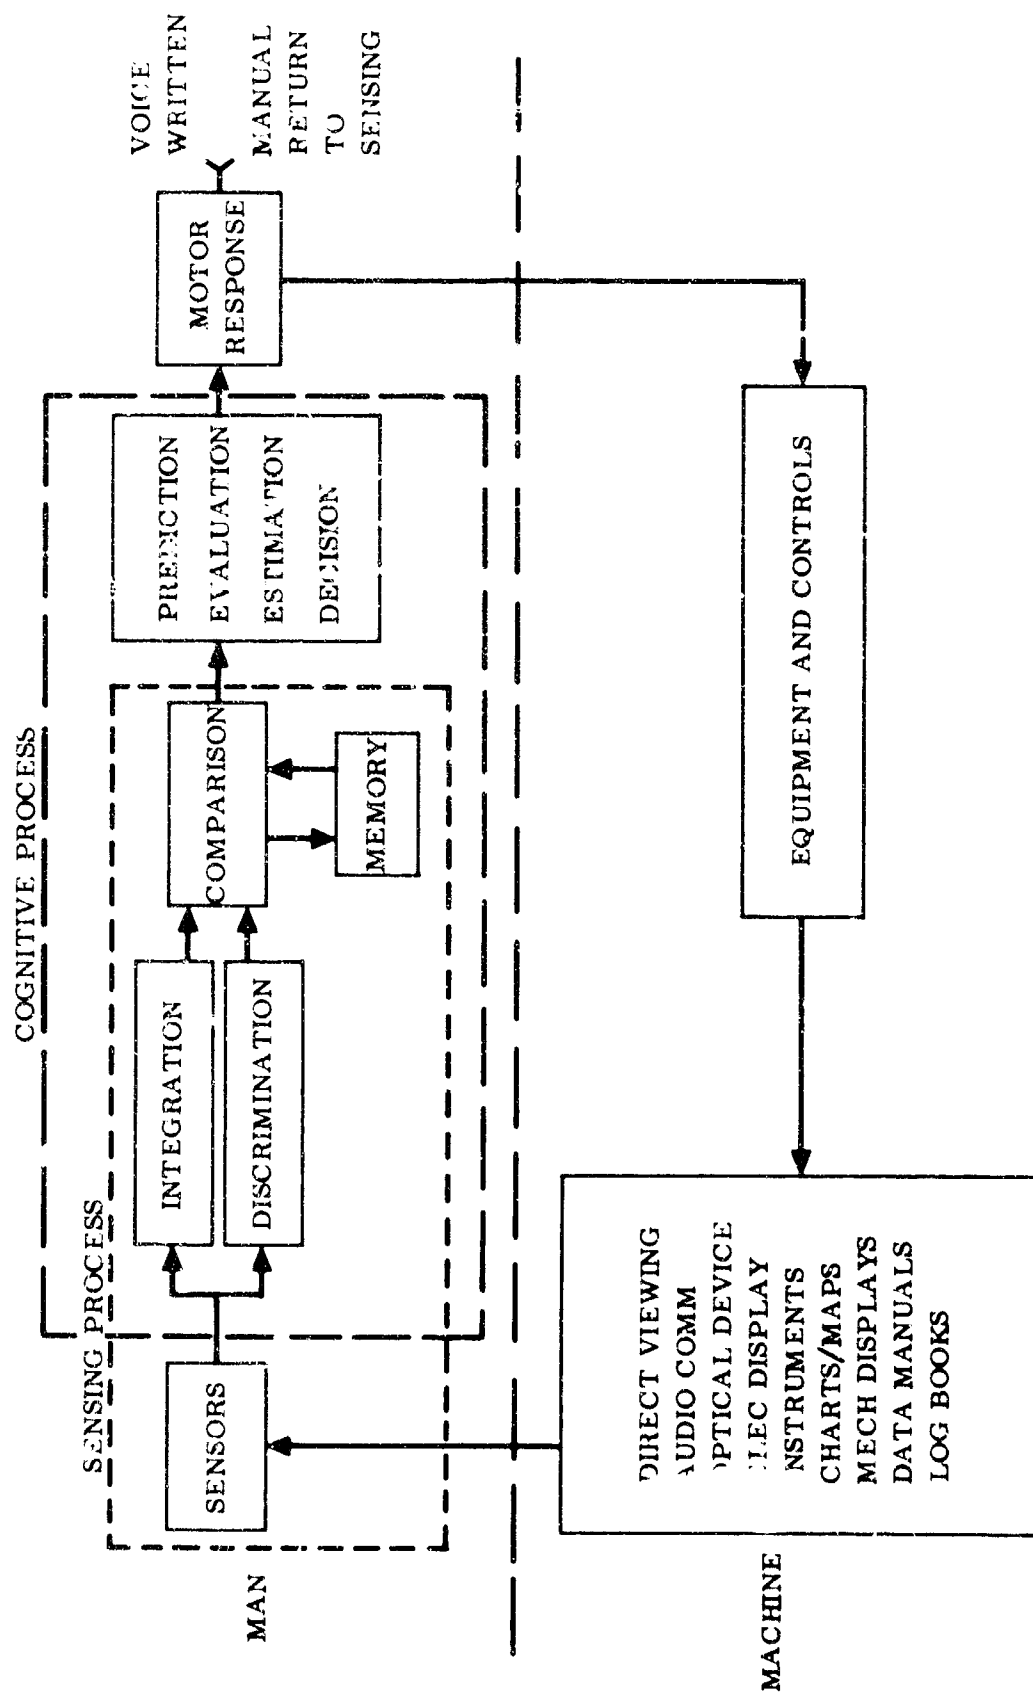 COGNITIVE PROCESS
SENSING PROCESS
MAN
SENSORS
INTEGRATION
DISCRIMINATION
COMPARISON
MEMORY
PREDICTION
EVALUATION
ESTIMATION
DECISION
MOTOR
RESPONSE
VOICE
WRITTEN
MANUAL
RETURN
TO
SENSING
MACHINE
DIRECT VIEWING
AUDIO COMM
OPTICAL DEVICE
ELEC DISPLAY
INSTRUMENTS
CHARTS/MAPS
MECH DISPLAYS
DATA MANUALS
LOG BOOKS
EQUIPMENT AND CONTROLS